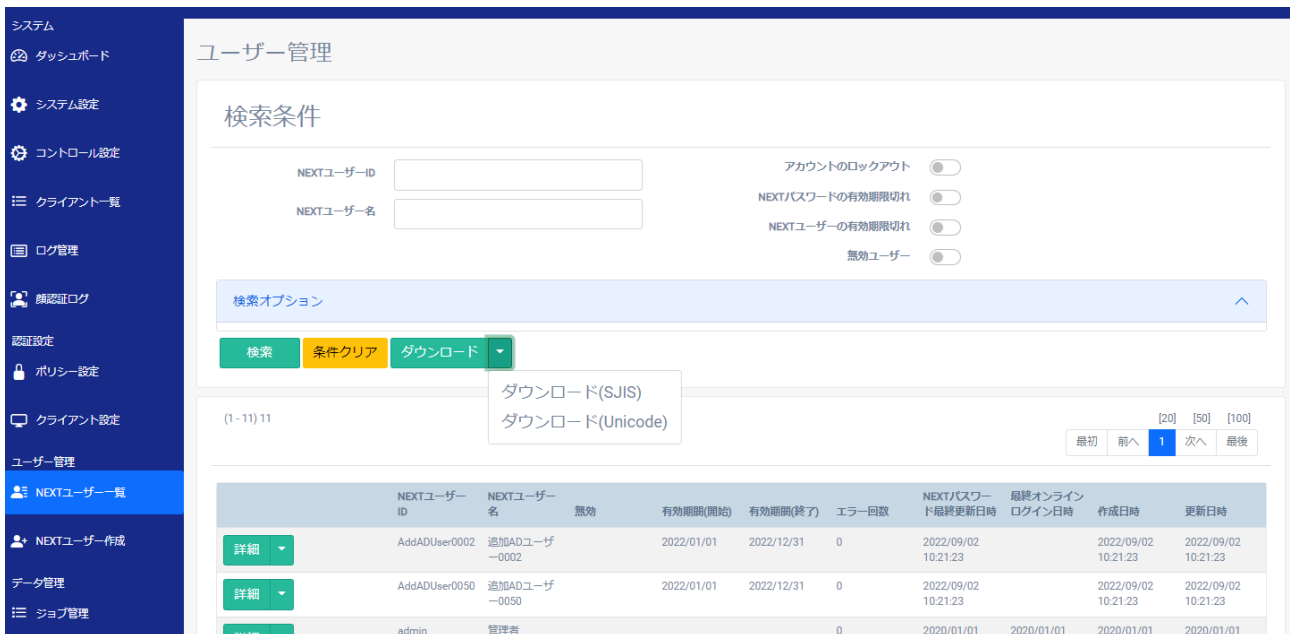 システム
ダッシュボード
システム設定
コントロール設定
クライアント一覧
ログ管理
顔認証ログ
認証設定
ポリシー設定
クライアント設定
ユーザー管理
NEXTユーザー一覧
NEXTユーザー作成
データ管理
ジョブ管理
ユーザー管理
検索条件
NEXTユーザーID
NEXTユーザー名
アカウントのロックアウト
NEXTパスワードの有効期限切れ
NEXTユーザーの有効期限切れ
無効ユーザー
検索オプション
検索 条件クリア ダウンロード
ダウンロード(SJIS)
ダウンロード(Unicode)
(1 - 11) 11
[20] [50] [100]
最初 前へ 1 次へ 最後
NEXTユーザー NEXTユーザー NEXTパスワー 最終オンライン
ID 名 無効 有効期間(開始) 有効期間(終了) エラー回数 ド最終更新日時 ログイン日時 作成日時 更新日時
詳細 AddADUser0002 追加ADユーザ 2022/01/01 2022/12/31 0 2022/09/02 2022/09/02 2022/09/02
ー0002 10:21:23 10:21:23 10:21:23
詳細 AddADUser0050 追加ADユーザ 2022/01/01 2022/12/31 0 2022/09/02 2022/09/02 2022/09/02
ー0050 10:21:23 10:21:23 10:21:23
詳細 admin 管理者 0 2020/01/01 2020/01/01 2020/01/01 2020/01/01